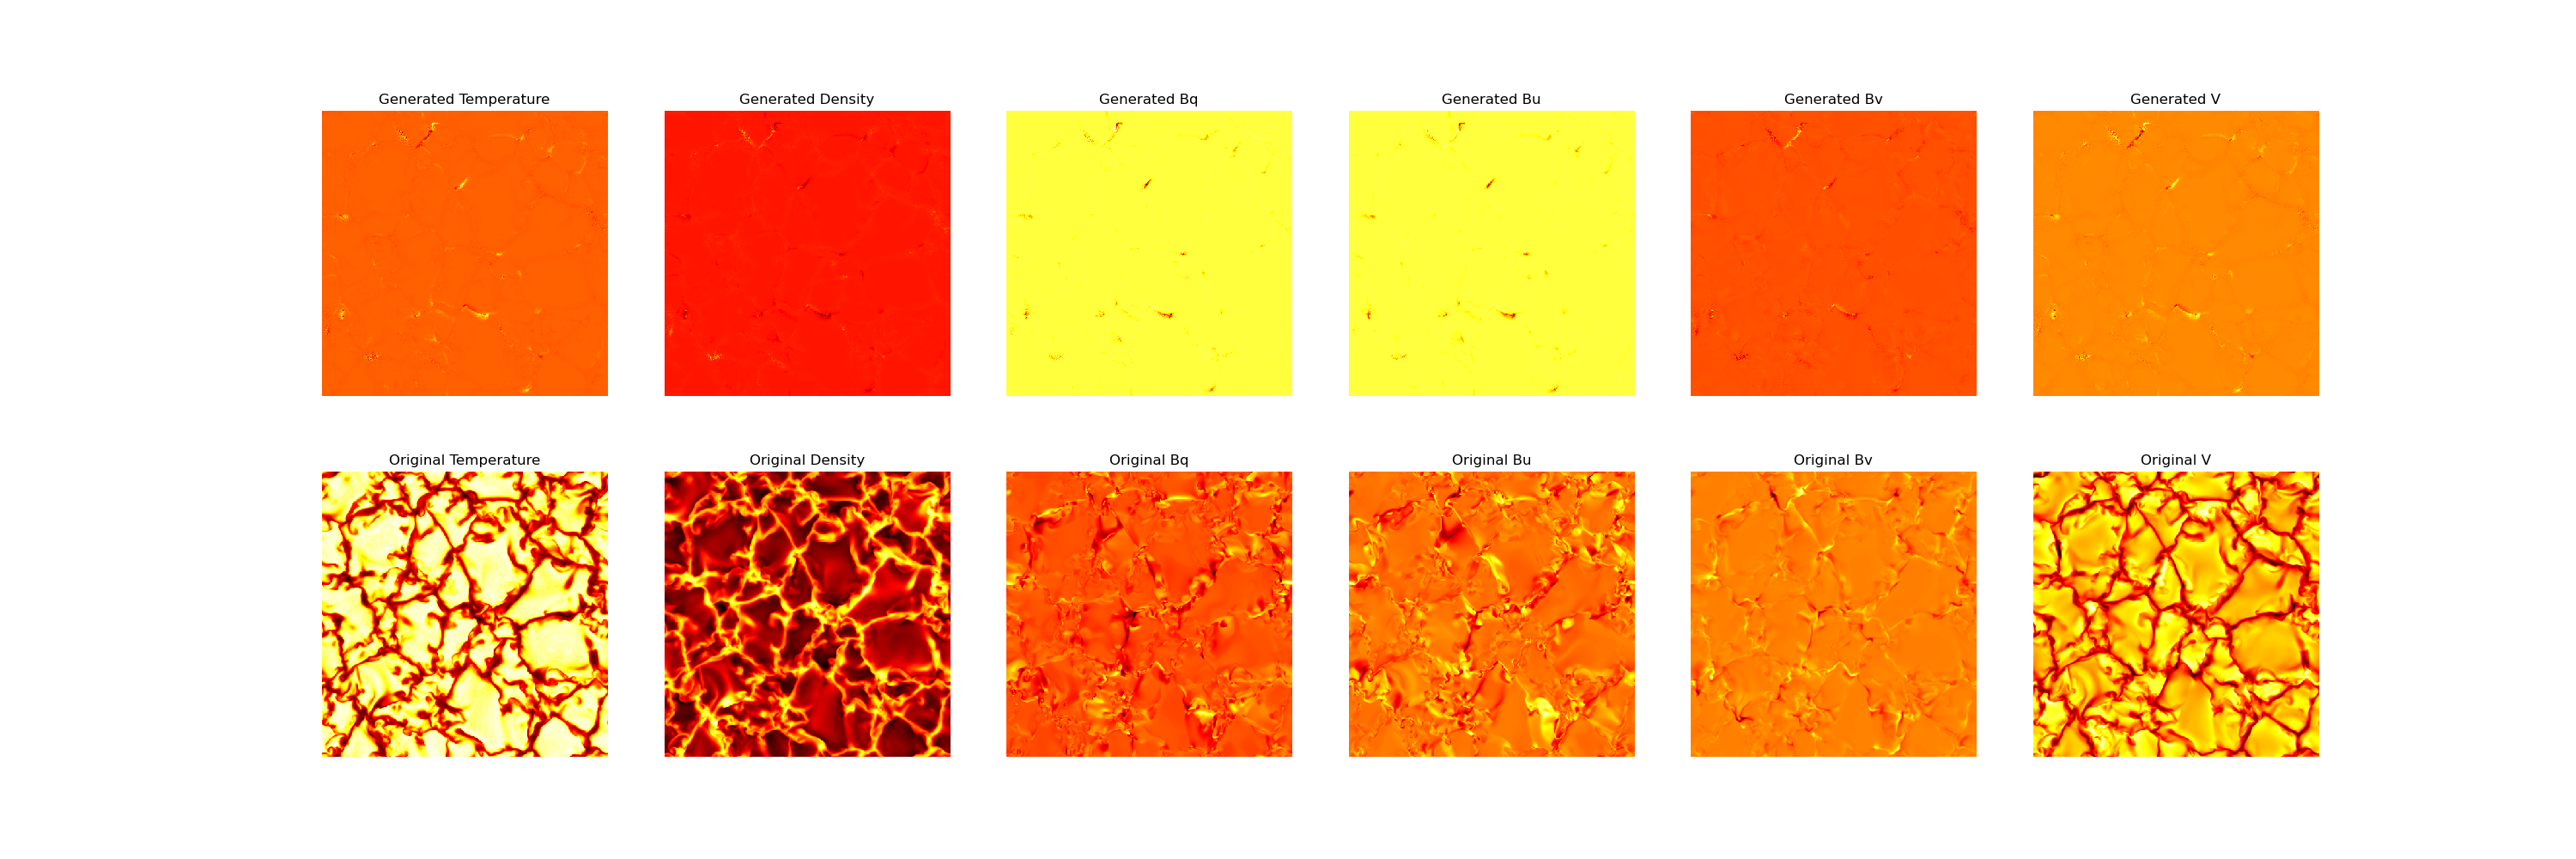 Generated Temperature
Generated Density
Generated Bq
Generated Bu
Generated Bv
Generated V
Original Temperature
Original Density
Original Bq
Original Bu
Original Bv
Original V